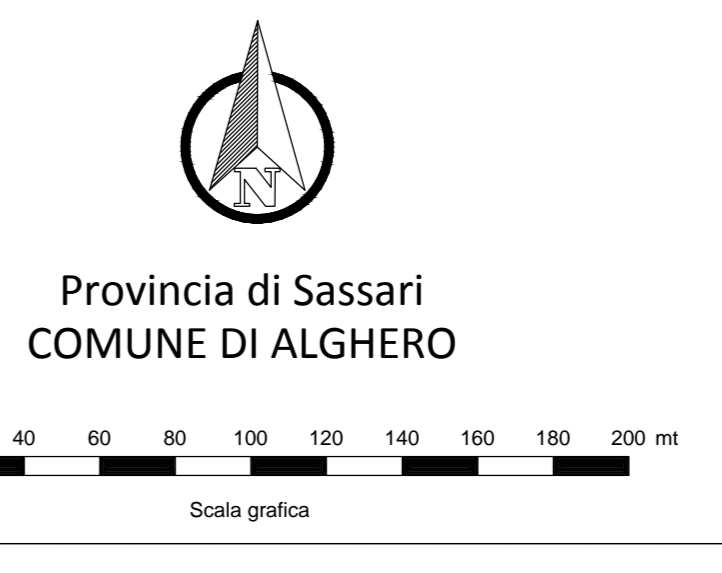 N
Provincia di Sassari
COMUNE DI ALGHERO
40 60 80 100 120 140 160 180 200 mt
Scala grafica